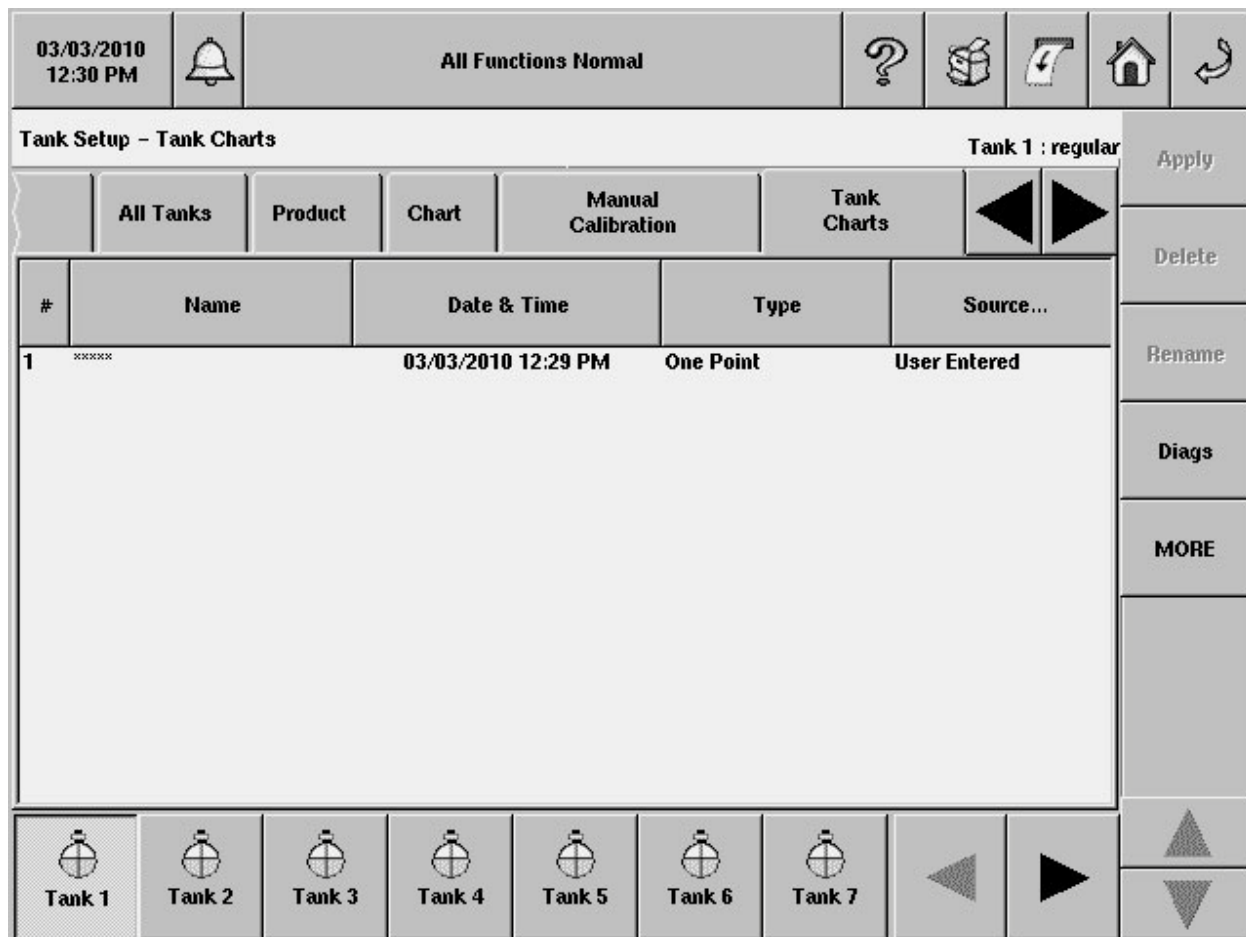 03/03/2010
12:30 PM
All Functions Normal
Tank Setup - Tank Charts
Tank 1 : regular
All Tanks
Product
Chart
Manual
Calibration
Tank
Charts
#
Name
Date & Time
Type
Source...
1 ***** 03/03/2010 12:29 PM One Point User Entered
Apply
Delete
Rename
Diags
MORE
Tank 1
Tank 2
Tank 3
Tank 4
Tank 5
Tank 6
Tank 7